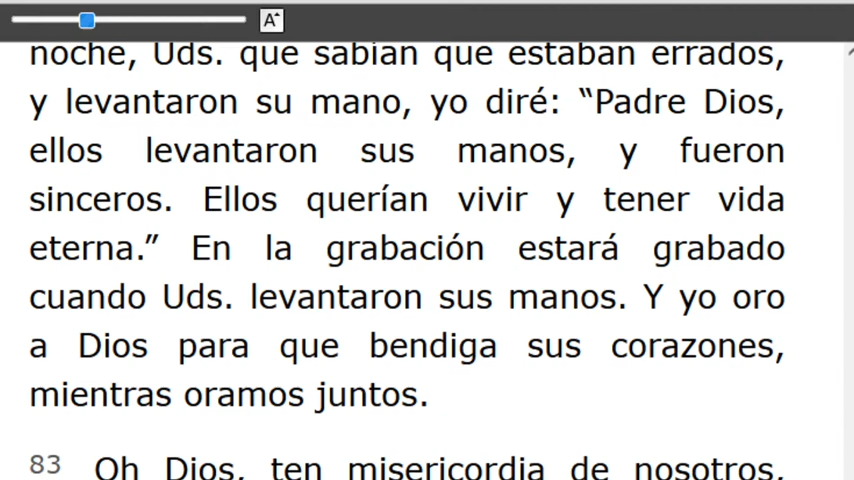 A
noche, Uds. que sabían que estaban errados,
y levantaron su mano, yo diré: “Padre Dios,
ellos levantaron sus manos, y fueron
sinceros. Ellos querían vivir y tener vida
eterna.” En la grabación estará grabado
cuando Uds. levantaron sus manos. Y yo oro
a Dios para que bendiga sus corazones,
mientras oramos juntos.
83 Oh Dios, ten misericordia de nosotros,